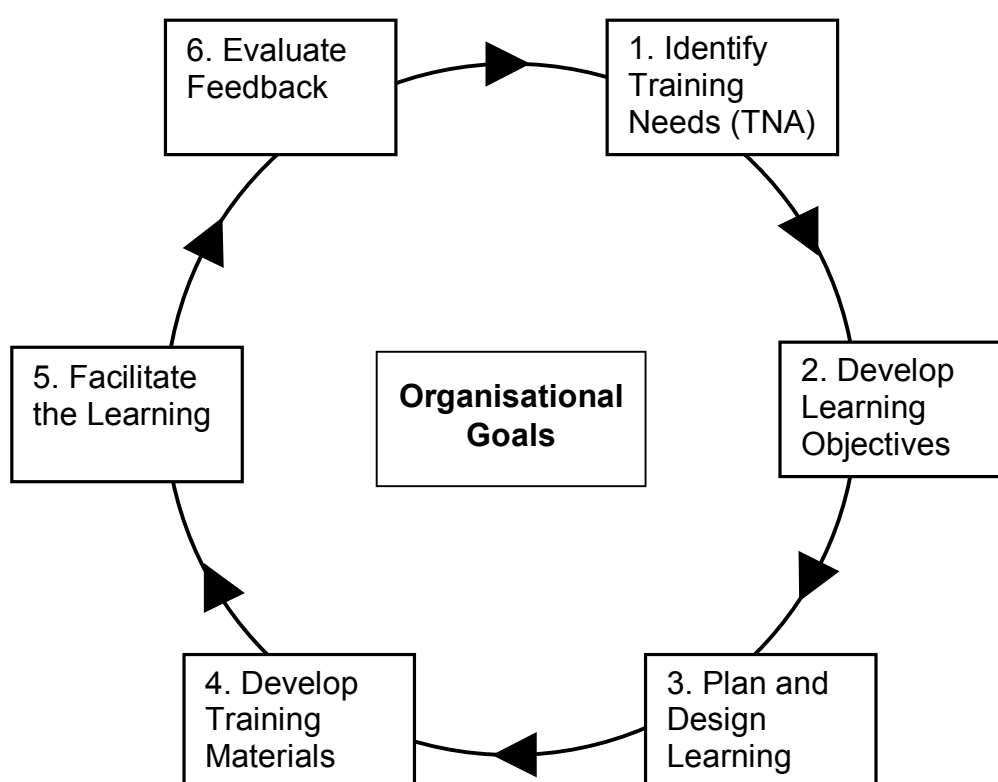 6. Evaluate
Feedback
1. Identify
Training
Needs (TNA)
5. Facilitate
the Learning
Organisational
Goals
2. Develop
Learning
Objectives
4. Develop
Training
Materials
3. Plan and
Design
Learning